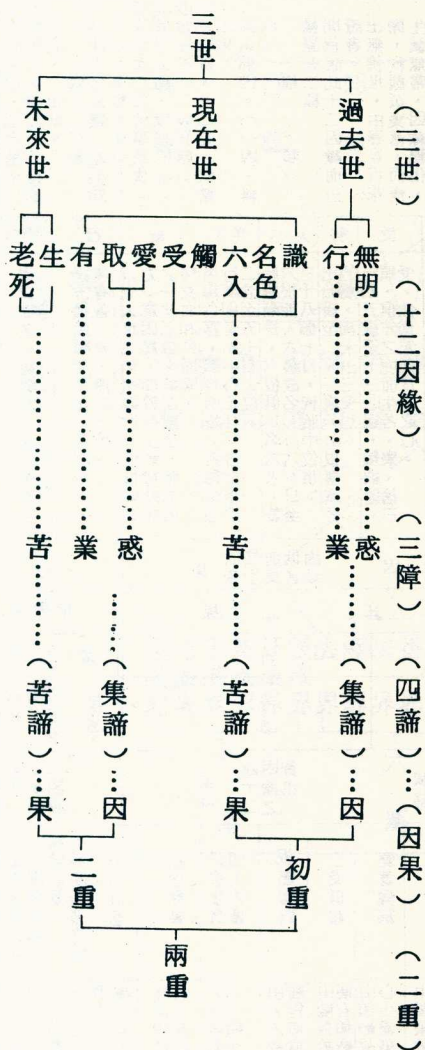 （三世）（十二因緣）（三障）（四諦）…（因果）（二重）
三世
過去世
現在世
未來世
無明
行
識
名色
六入
觸
受
愛
取
有
生
老死
惑
業
苦
惑
業
苦
（集諦）…因
（苦諦）…果
（集諦）…因
（苦諦）…果
初重
二重
兩重